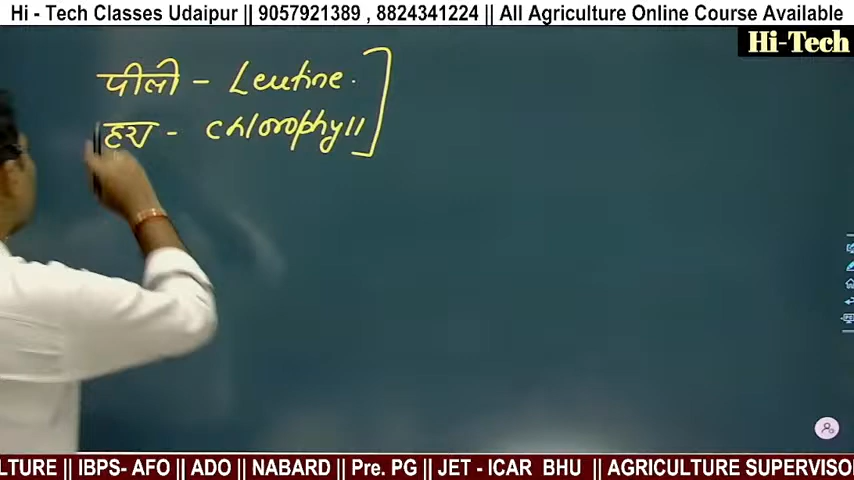 Hi - Tech Classes Udaipur || 9057921389 , 8824341224 || All Agriculture Online Course Available
Hi-Tech
पीली - Leutine.
हरा - chlorophyll
LTURE || IBPS- AFO || ADO || NABARD || Pre. PG || JET - ICAR BHU || AGRICULTURE SUPERVISO